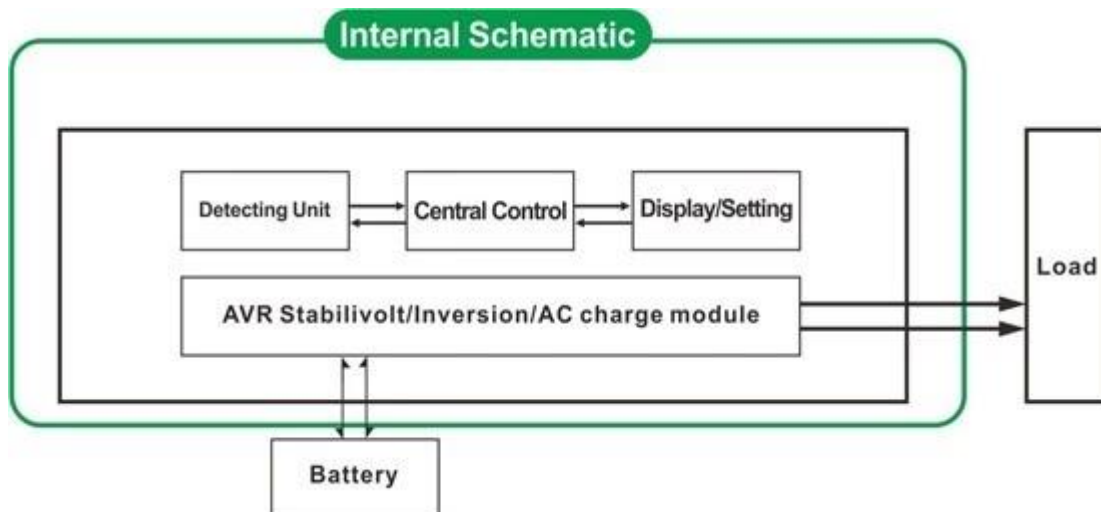 Internal Schematic
Detecting Unit
Central Control
Display/Setting
AVR Stabilivolt/Inversion/AC charge module
Load
Battery